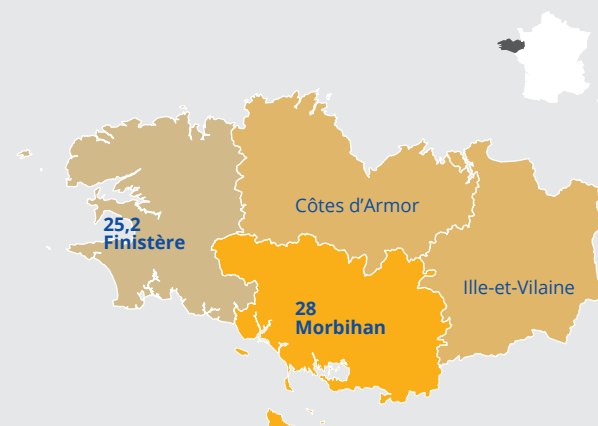 Côtes d’Armor
25,2
Finistère
Ille-et-Vilaine
28
Morbihan